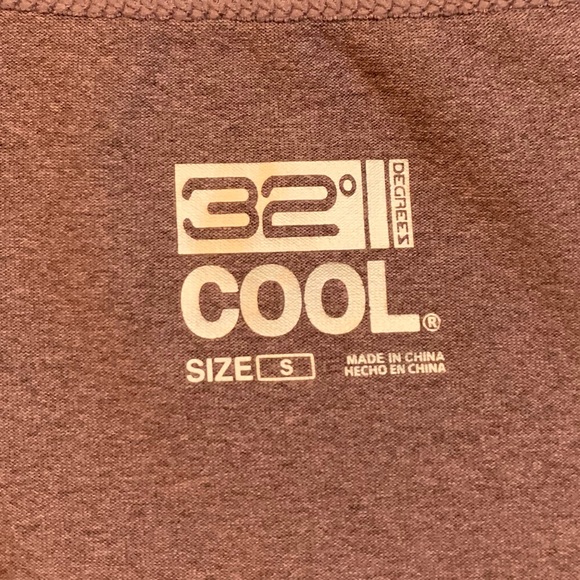 32° DEGREES
COOL®
SIZE S
MADE IN CHINA
HECHO EN CHINA